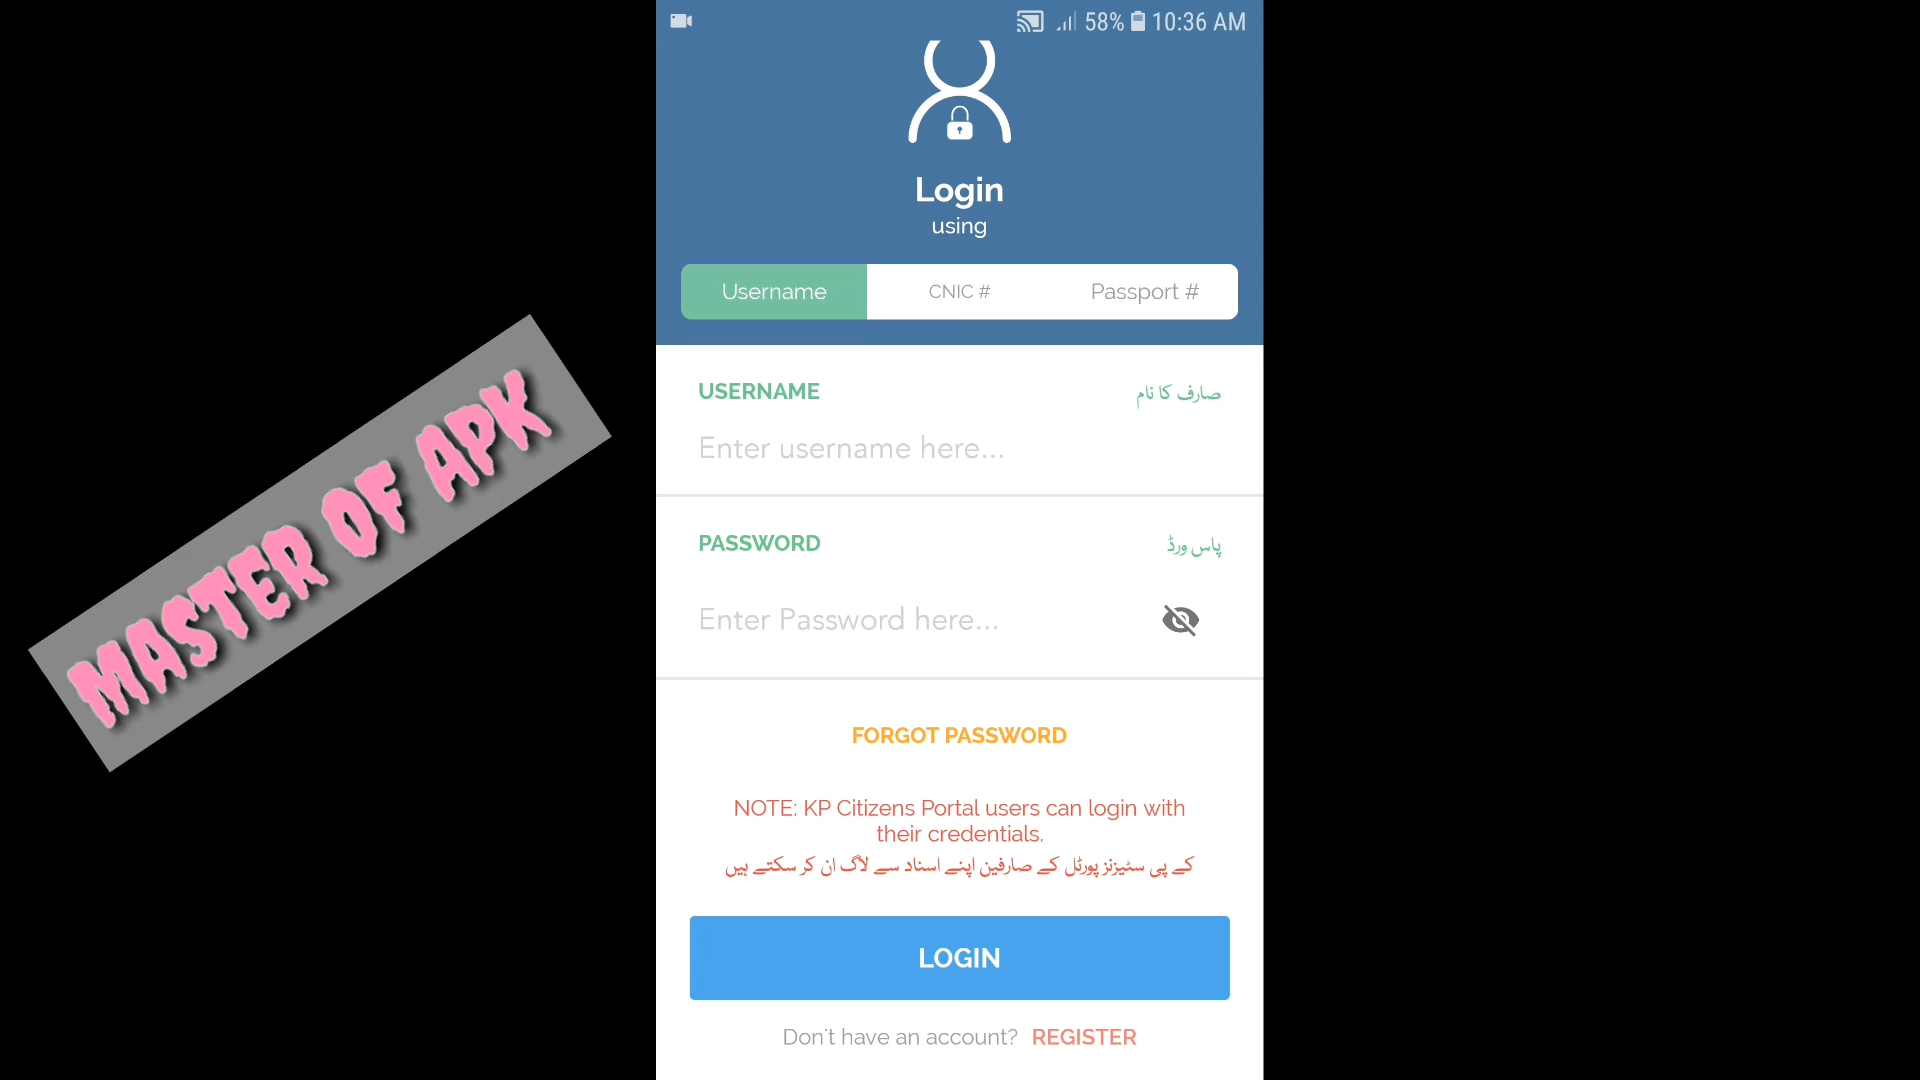 58% 10:36 AM
Login
using
Username CNIC # Passport #
USERNAME صارف کا نام
Enter username here...
PASSWORD پاس ورڈ
Enter Password here...
FORGOT PASSWORD
NOTE: KP Citizens Portal users can login with
their credentials.
کے پی سٹیزنز پورٹل کے صارفین اپنے اسناد سے لاگ ان کر سکتے ہیں
LOGIN
Don't have an account? REGISTER
MASTER OF APK